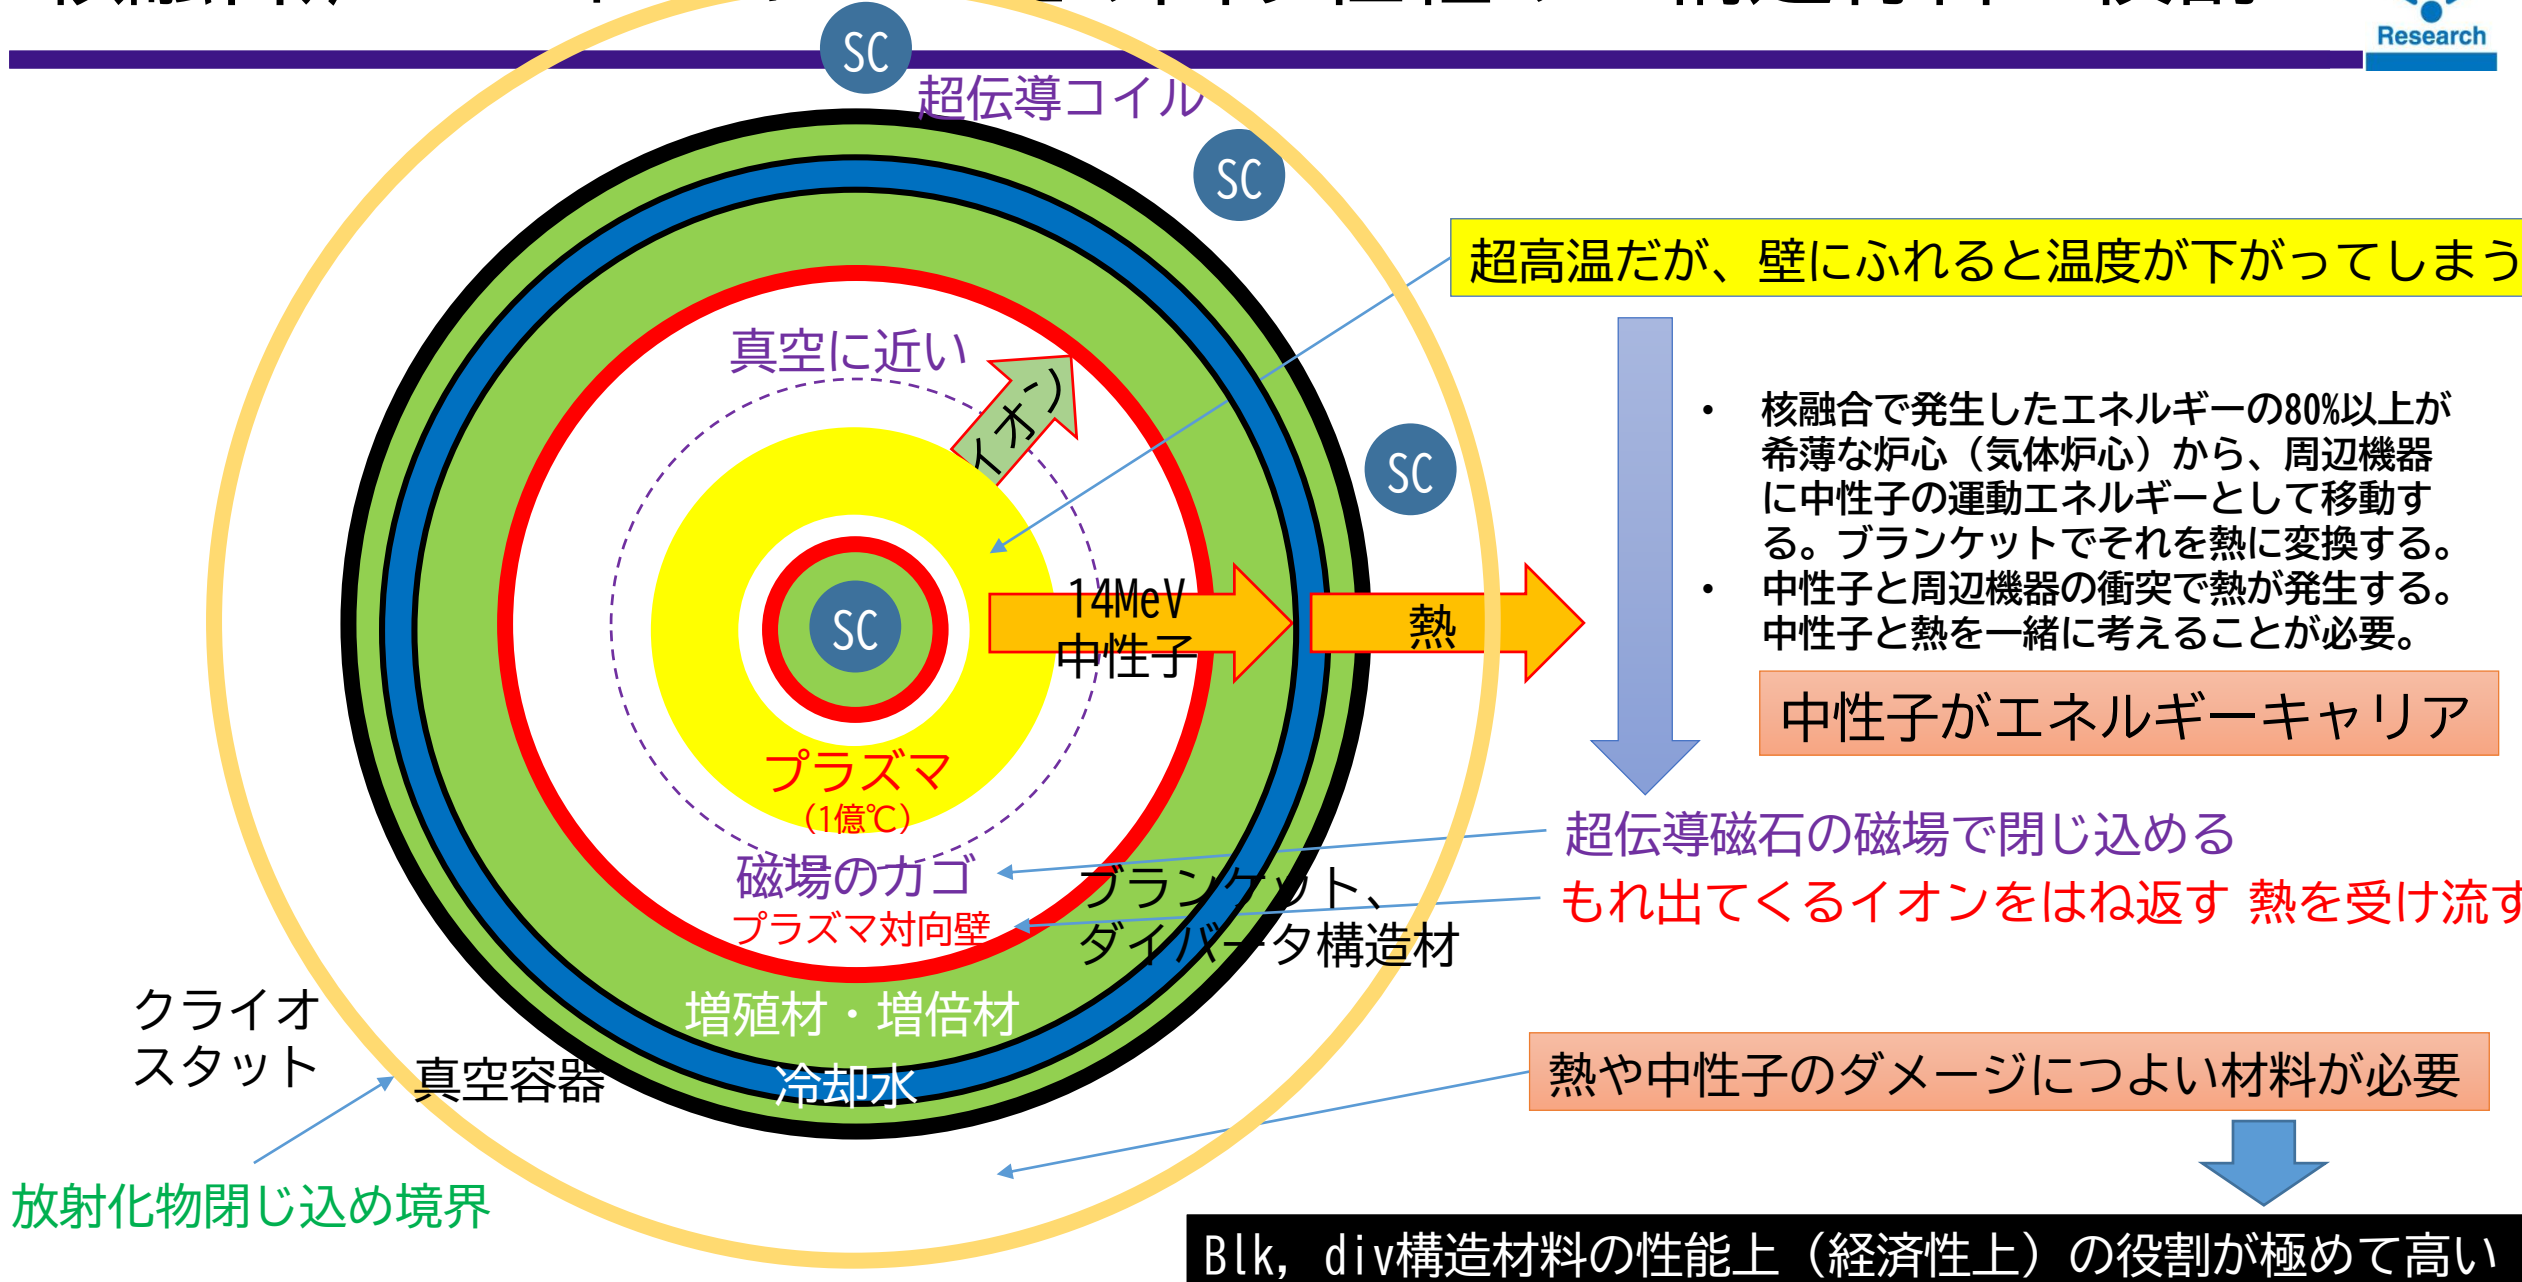 Research
SC
超伝導コイル
SC
超高温だが、壁にふれると温度が下がってしまう
真空に近い
イオン
・ 核融合で発生したエネルギーの80%以上が
希薄な炉心（気体炉心）から、周辺機器
に中性子の運動エネルギーとして移動す
る。ブランケットでそれを熱に変換する。
・ 中性子と周辺機器の衝突で熱が発生する。
中性子と熱を一緒に考えることが必要。
SC
14MeV
中性子
熱
SC
中性子がエネルギーキャリア
プラズマ
（1億℃）
超伝導磁石の磁場で閉じ込める
磁場のカゴ
ブランケット、
ダイバータ構造材
もれ出てくるイオンをはね返す 熱を受け流す
プラズマ対向壁
クライオ
スタット
増殖材・増倍材
真空容器
冷却水
熱や中性子のダメージにつよい材料が必要
放射化物閉じ込め境界
Blk, div構造材料の性能上（経済性上）の役割が極めて高い